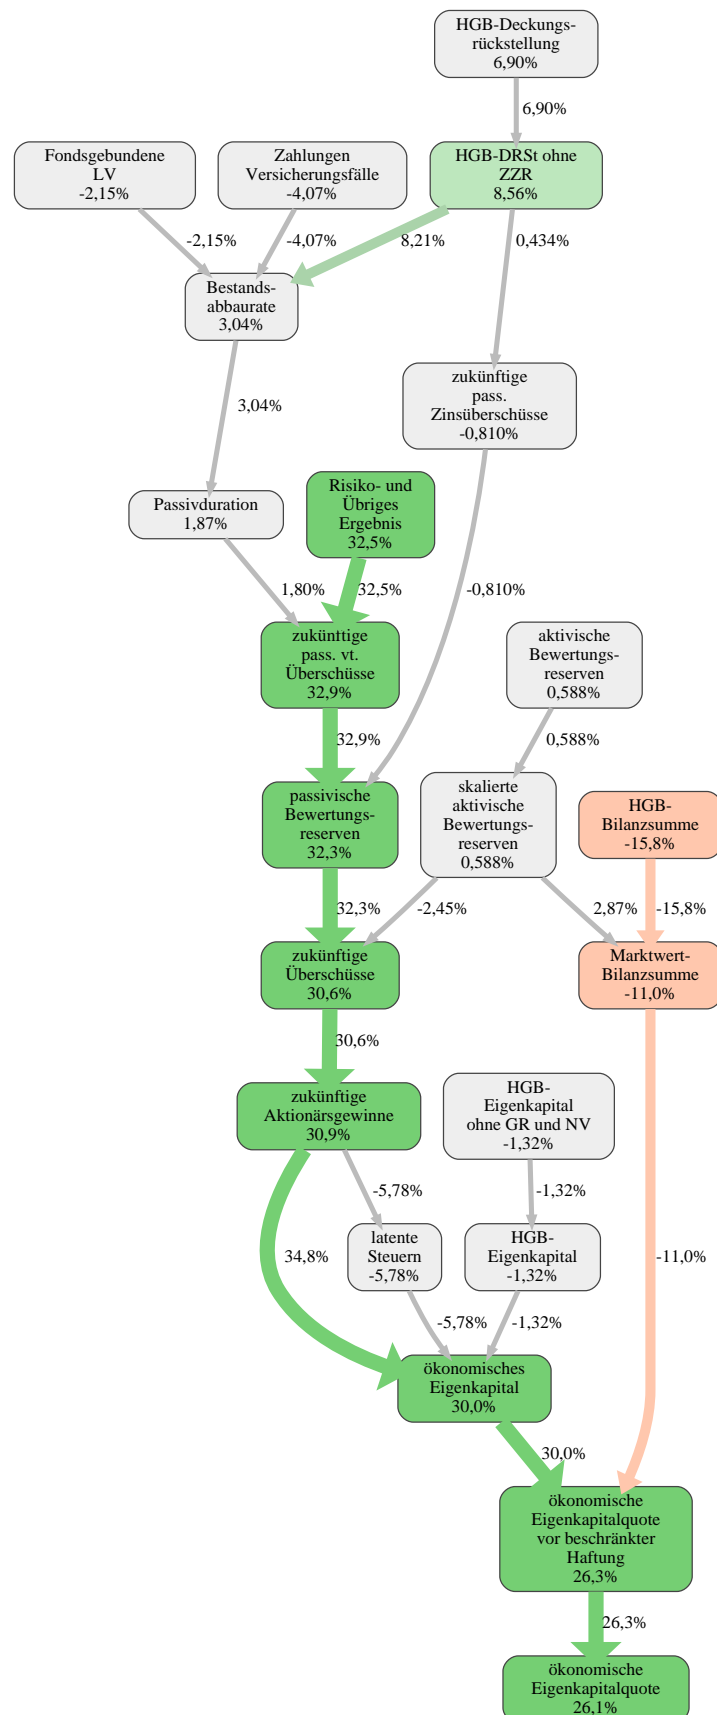 HGB-Deckungs-
rückstellung
6,90%
6,90%
Fondsgebundene
LV
-2,15%
Zahlungen
Versicherungsfälle
-4,07%
HGB-DRSt ohne
ZZR
8,56%
-2,15%
-4,07%
8,21%
0,434%
Bestands-
abbaurate
3,04%
zukünftige
pass.
Zinsüberschüsse
-0,810%
3,04%
Risiko- und
Übriges
Ergebnis
32,5%
Passivduration
1,87%
1,80%
32,5%
-0,810%
zukünftige
pass. vt.
Überschüsse
32,9%
aktivische
Bewertungs-
reserven
0,588%
32,9%
0,588%
passivische
Bewertungs-
reserven
32,3%
skalierte
aktivische
Bewertungs-
reserven
0,588%
HGB-
Bilanzsumme
-15,8%
32,3%
-2,45%
2,87%
-15,8%
zukünftige
Überschüsse
30,6%
Marktwert-
Bilanzsumme
-11,0%
30,6%
zukünftige
Aktionärsgewinne
30,9%
HGB-
Eigenkapital
ohne GR und NV
-1,32%
-5,78%
-1,32%
34,8%
latente
Steuern
-5,78%
HGB-
Eigenkapital
-1,32%
-11,0%
-5,78%
-1,32%
ökonomisches
Eigenkapital
30,0%
30,0%
ökonomische
Eigenkapitalquote
vor beschränkter
Haftung
26,3%
26,3%
ökonomische
Eigenkapitalquote
26,1%